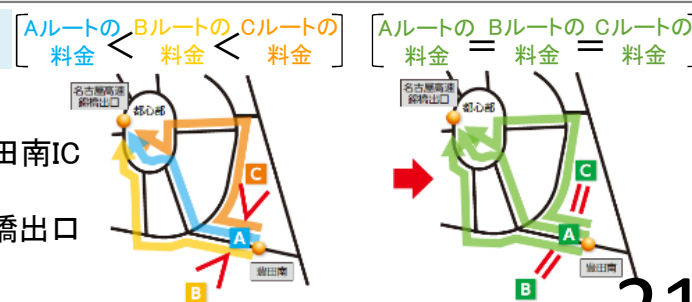 [Aルートの料金 < Bルートの料金 < Cルートの料金]
[Aルートの料金 = Bルートの料金 = Cルートの料金]
名古屋高速
錦橋出口
都心部
田南IC
橋出口
C
A
B
豊田南
名古屋高速
錦橋出口
都心部
C
A
B
豊田南
21